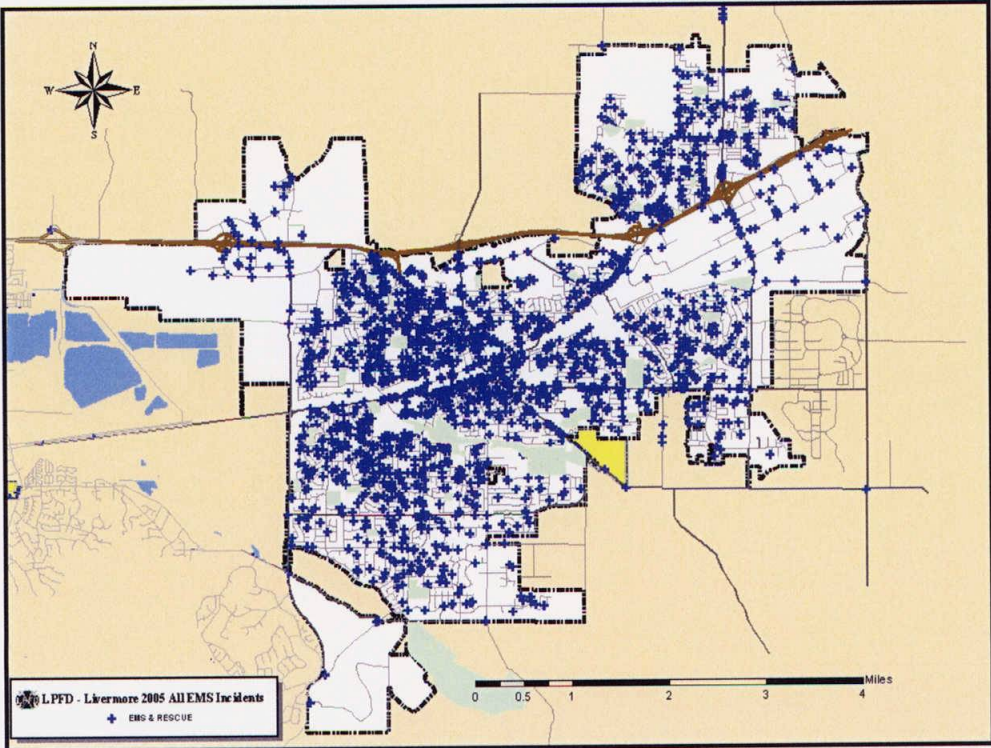 N
W E
S
LPFD - Livermore 2005 All EMS Incidents
EMS & RESCUE
Miles
0 0.5 1 2 3 4